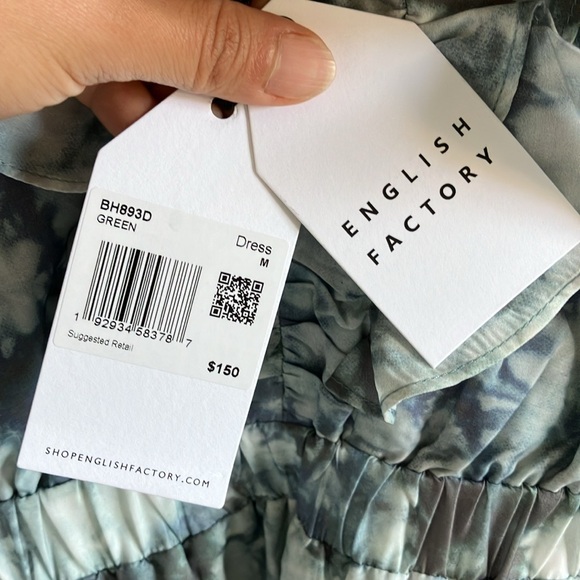 BH893D
GREEN
Dress
M
1 92934 58378 7
Suggested Retail
$150
SHOPENGLISHFACTORY.COM
ENGLISH
FACTORY